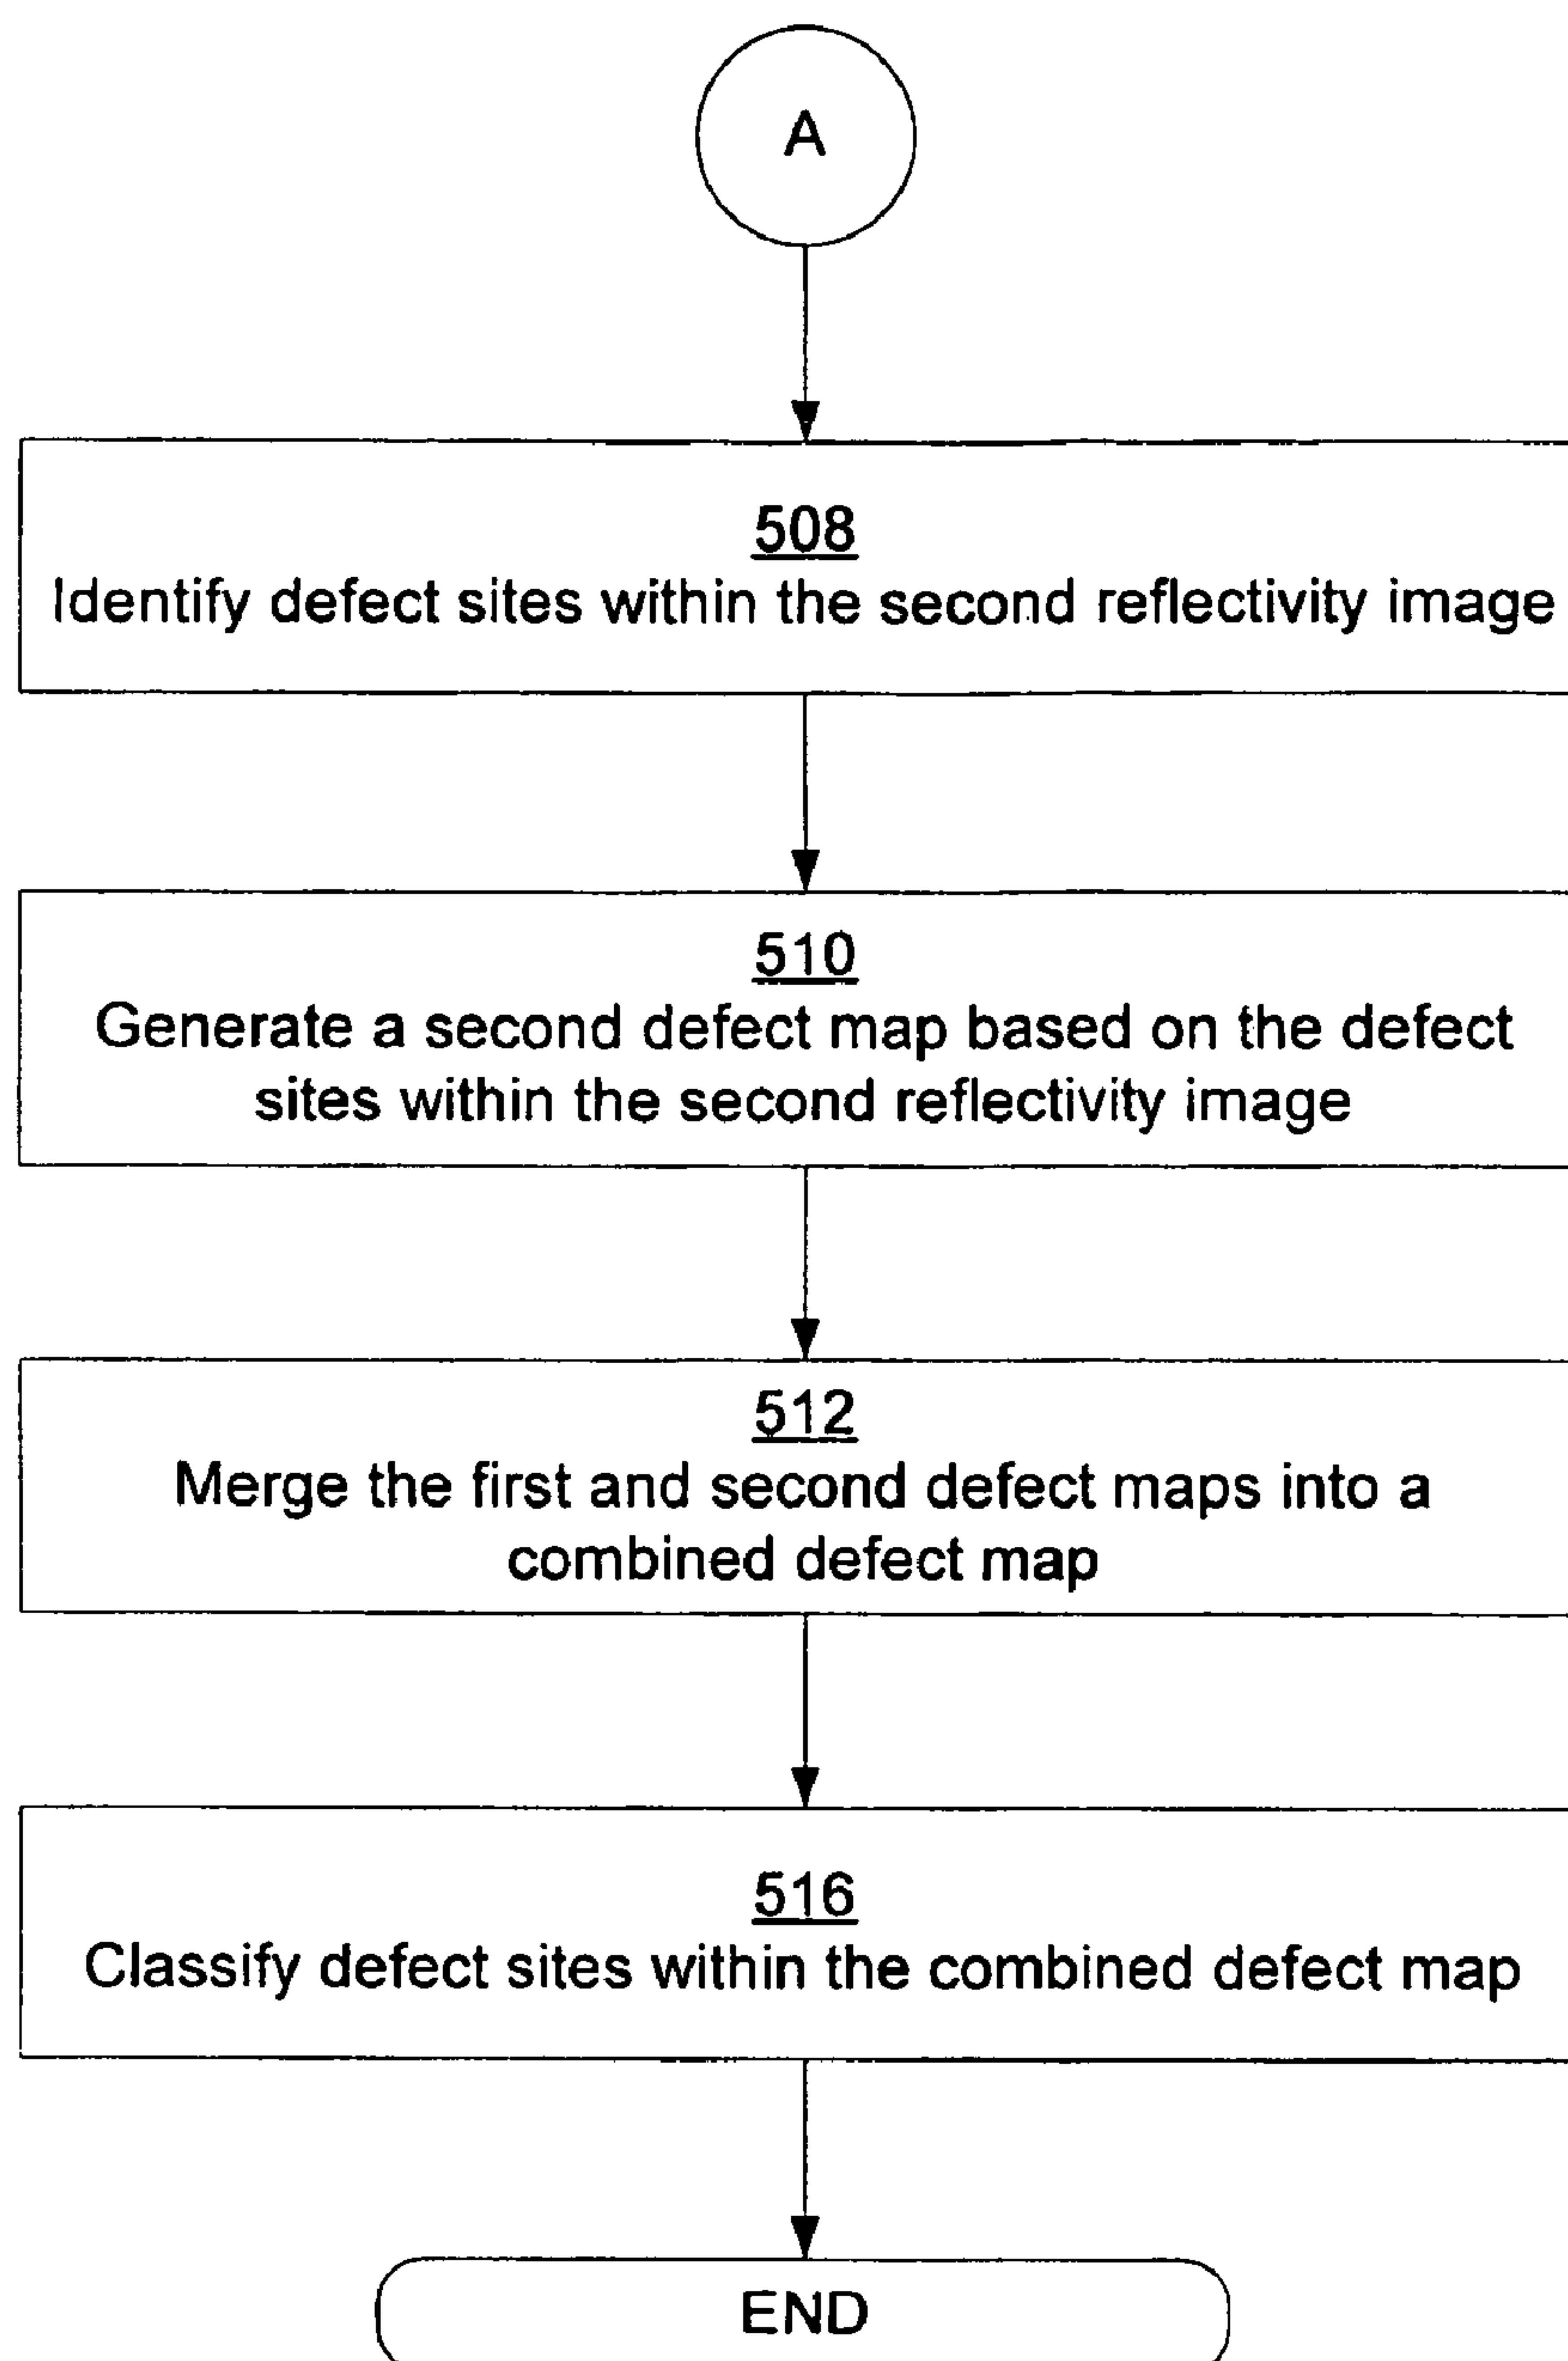 A
508
Identify defect sites within the second reflectivity image
510
Generate a second defect map based on the defect
sites within the second reflectivity image
512
Merge the first and second defect maps into a
combined defect map
516
Classify defect sites within the combined defect map
END